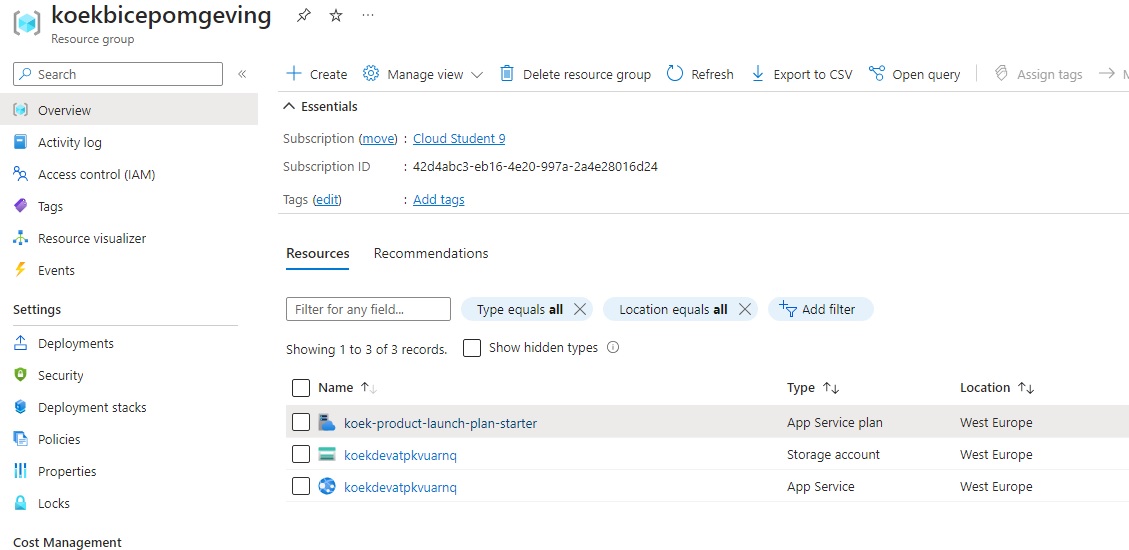 koekbicepomgeving
Resource group
Search
Create Manage view Delete resource group Refresh Export to CSV Open query Assign tags
Overview
Activity log
Access control (IAM)
Tags
Resource visualizer
Events
Settings
Deployments
Security
Deployment stacks
Policies
Properties
Locks
Cost Management
Essentials
Subscription (move) : Cloud Student 9
Subscription ID : 42d4abc3-eb16-4e20-997a-2a4e28016d24
Tags (edit) : Add tags
Resources Recommendations
Filter for any field... Type equals all Location equals all Add filter
Showing 1 to 3 of 3 records. Show hidden types
Name Type Location
koek-product-launch-plan-starter App Service plan West Europe
koekdevatpkvuarnq Storage account West Europe
koekdevatpkvuarnq App Service West Europe